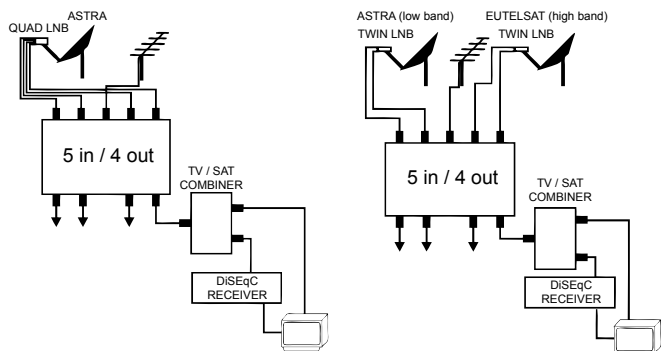 ASTRA
QUAD LNB
5 in / 4 out
TV / SAT
COMBINER
DiSEqC
RECEIVER
ASTRA (low band)
TWIN LNB
EUTELSAT (high band)
TWIN LNB
5 in / 4 out
TV / SAT
COMBINER
DiSEqC
RECEIVER